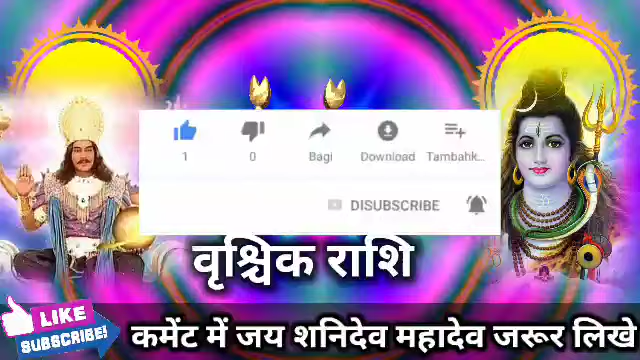 1
0
Bagi
Download
Tambahk...
DISUBSCRIBE
वृश्चिक राशि
LIKE
SUBSCRIBE!
कमेंट में जय शनिदेव महादेव जरूर लिखे